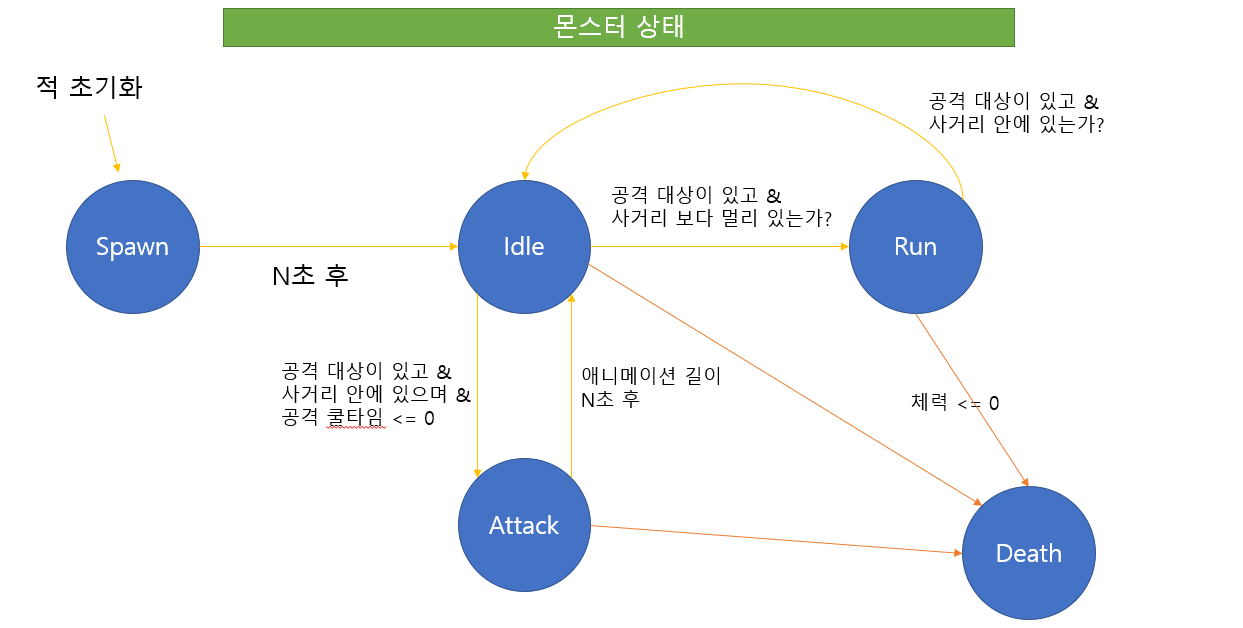 몬스터 상태
적 초기화
공격 대상이 있고 &
사거리 안에 있는가?
공격 대상이 있고 &
사거리 보다 멀리 있는가?
Spawn
Idle
Run
N초 후
공격 대상이 있고 &
사거리 안에 있으며 &
공격 쿨타임 <= 0
애니메이션 길이
N초 후
체력 <= 0
Attack
Death